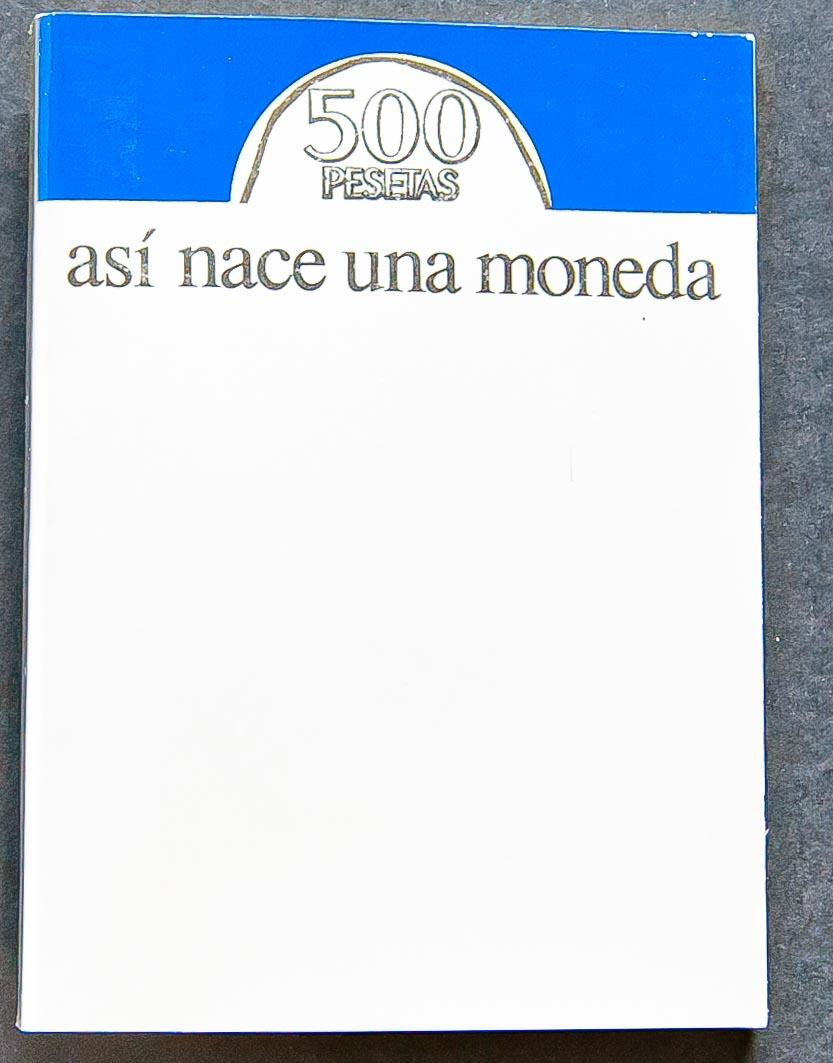 500
PESETAS
así nace una moneda